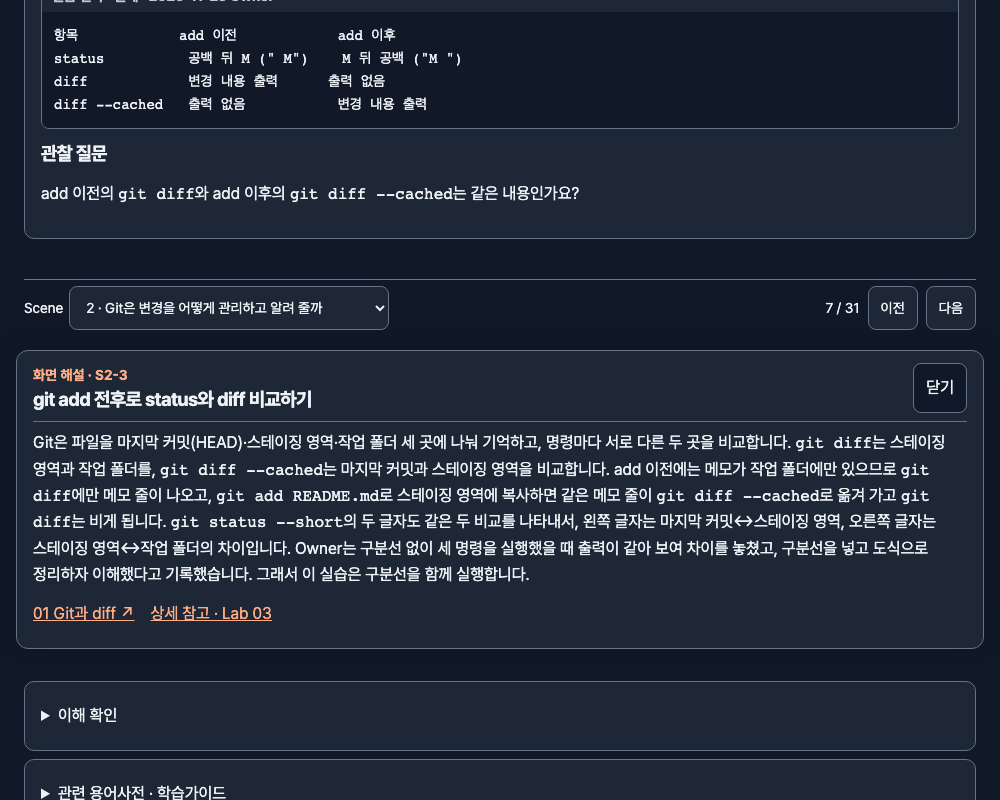 항목 add 이전 add 이후
status 공백 뒤 M (" M") M 뒤 공백 ("M ")
diff 변경 내용 출력 출력 없음
diff --cached 출력 없음 변경 내용 출력
관찰 질문
add 이전의 git diff와 add 이후의 git diff --cached는 같은 내용인가요?
Scene 2 · Git은 변경을 어떻게 관리하고 알려 줄까 7 / 31 이전 다음
화면 해설 · S2-3
git add 전후로 status와 diff 비교하기
닫기
Git은 파일을 마지막 커밋(HEAD)·스테이징 영역·작업 폴더 세 곳에 나눠 기억하고, 명령마다 서로 다른 두 곳을 비교합니다. git diff는 스테이징
영역과 작업 폴더를, git diff --cached는 마지막 커밋과 스테이징 영역을 비교합니다. add 이전에는 메모가 작업 폴더에만 있으므로 git
diff에만 메모 줄이 나오고, git add README.md로 스테이징 영역에 복사하면 같은 메모 줄이 git diff --cached로 옮겨 가고 git
diff는 비게 됩니다. git status --short의 두 글자도 같은 두 비교를 나타내서, 왼쪽 글자는 마지막 커밋↔스테이징 영역, 오른쪽 글자는
스테이징 영역↔작업 폴더의 차이입니다. Owner는 구분선 없이 세 명령을 실행했을 때 출력이 같아 보여 차이를 놓쳤고, 구분선을 넣고 도식으로
정리하자 이해했다고 기록했습니다. 그래서 이 실습은 구분선을 함께 실행합니다.
01 Git과 diff ↗ 상세 참고 · Lab 03
▶ 이해 확인
▶ 관련 용어사전 · 학습가이드